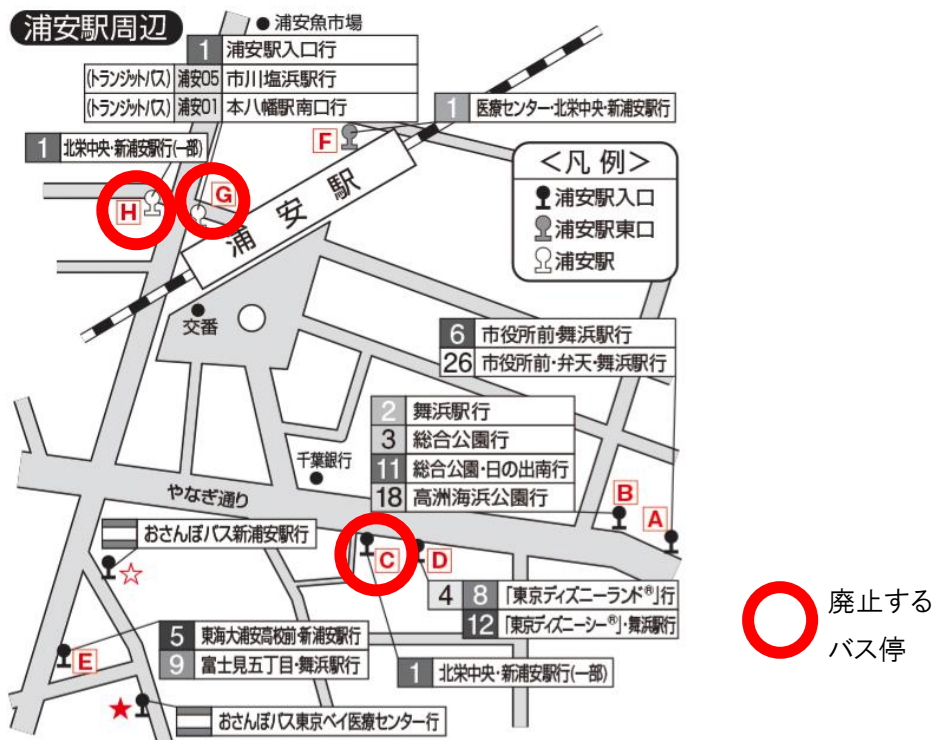 浦安駅周辺
浦安魚市場
1 浦安駅入口行
(トランジットバス) 浦安05 市川塩浜駅行
(トランジットバス) 浦安01 本八幡駅南口行
1 医療センター・北栄中央・新浦安駅行
F
1 北栄中央・新浦安駅行(一部)
<凡例>
浦安駅入口
浦安駅東口
浦安駅
H
G
浦安駅
交番
6 市役所前・舞浜駅行
26 市役所前・弁天・舞浜駅行
2 舞浜駅行
3 総合公園行
11 総合公園・日の出南行
18 高洲海浜公園行
千葉銀行
やなぎ通り
B
A
おさんぽバス新浦安駅行
☆
C
D
4 8 「東京ディズニーランド®」行
12 「東京ディズニーシー®」・舞浜駅行
廃止する
バス停
5 東海大浦安高校前・新浦安駅行
9 富士見五丁目・舞浜駅行
E
1 北栄中央・新浦安駅行(一部)
★
おさんぽバス東京ベイ医療センター行